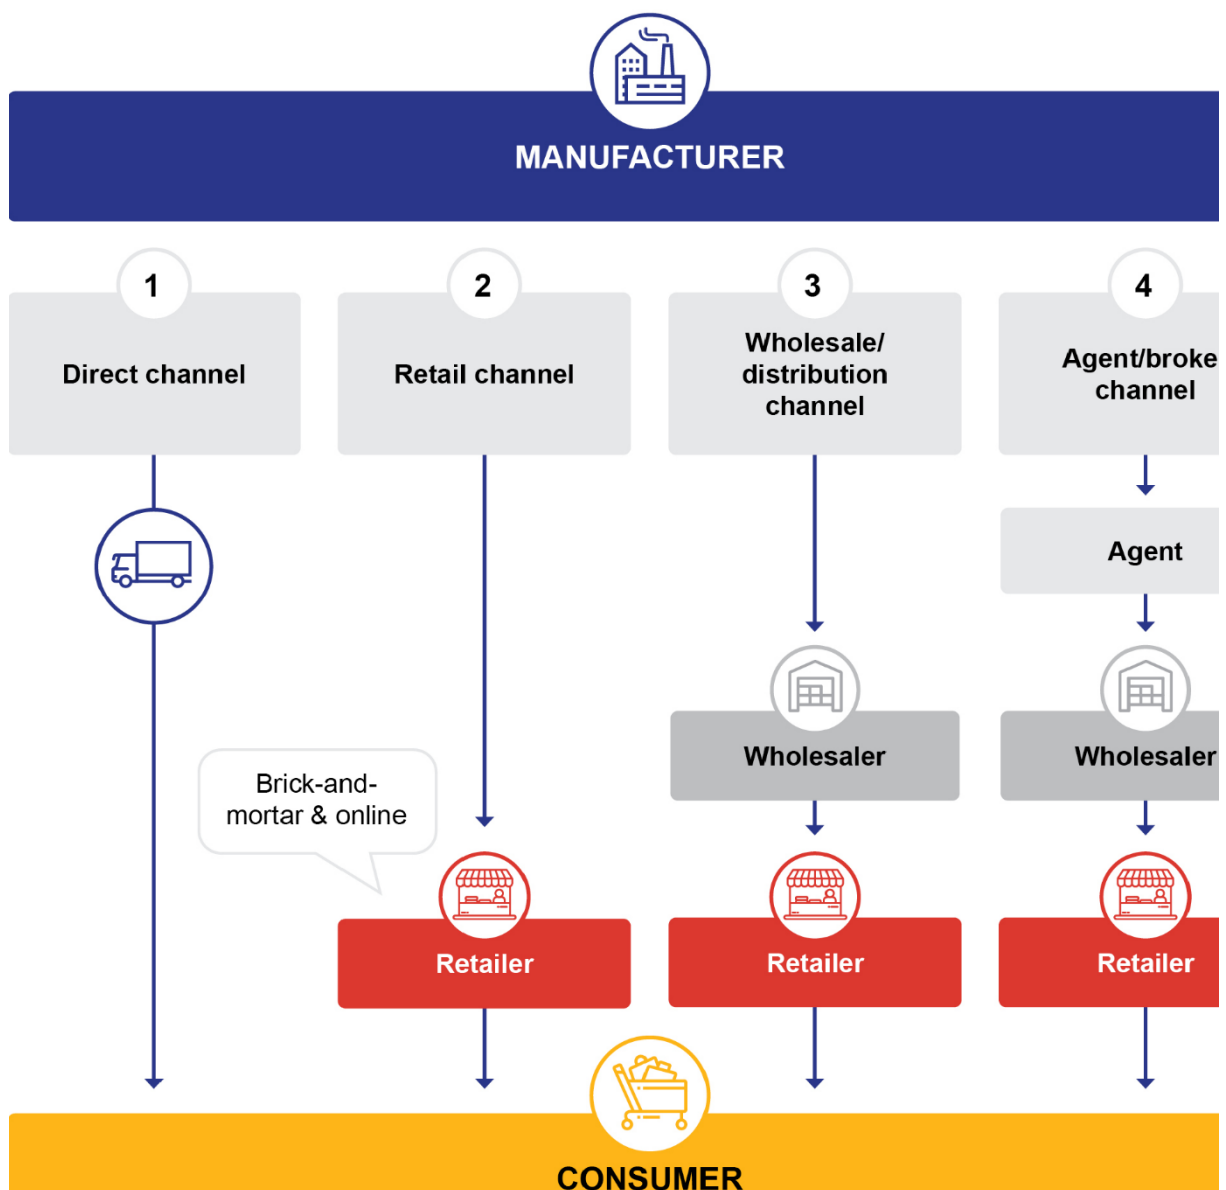 MANUFACTURER
1
2
3
4
Direct channel
Retail channel
Wholesale/
distribution
channel
Agent/broke
channel
Agent
Wholesaler
Wholesaler
Brick-and-
mortar & online
Retailer
Retailer
Retailer
CONSUMER